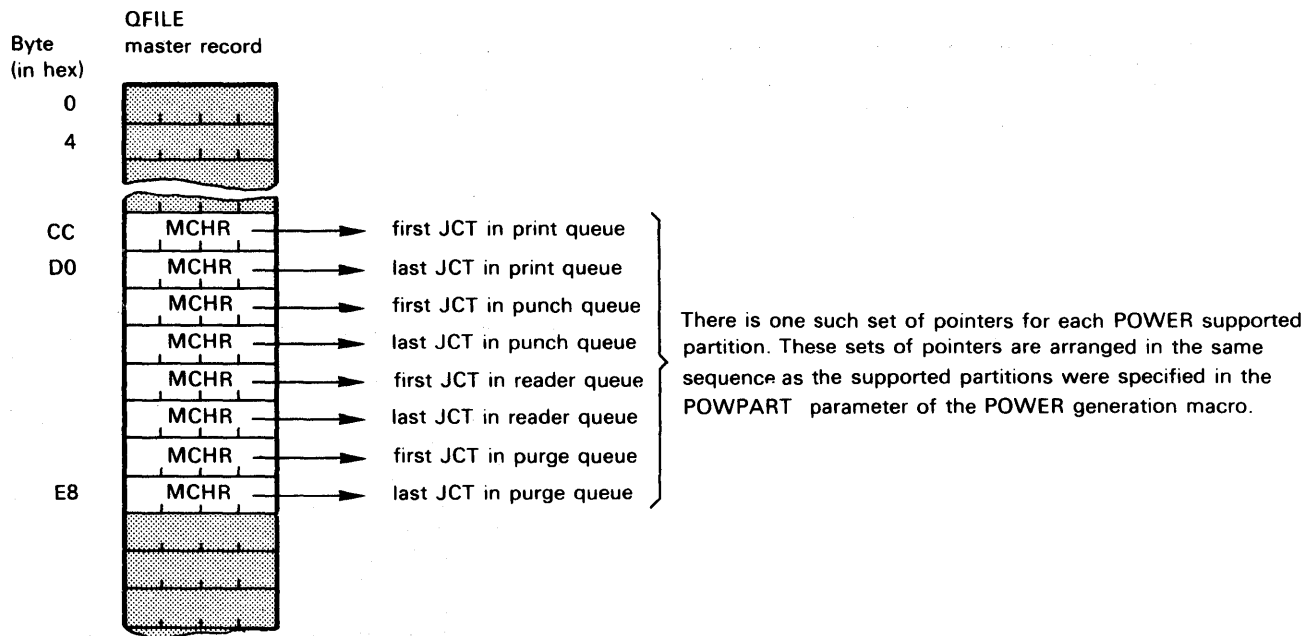 QFILE
master record
Byte
(in hex)
0
4
CC MCHR first JCT in print queue
D0 MCHR last JCT in print queue
MCHR first JCT in punch queue
MCHR last JCT in punch queue
MCHR first JCT in reader queue
MCHR last JCT in reader queue
MCHR first JCT in purge queue
E8 MCHR last JCT in purge queue
There is one such set of pointers for each POWER supported
partition. These sets of pointers are arranged in the same
sequence as the supported partitions were specified in the
POWPART parameter of the POWER generation macro.